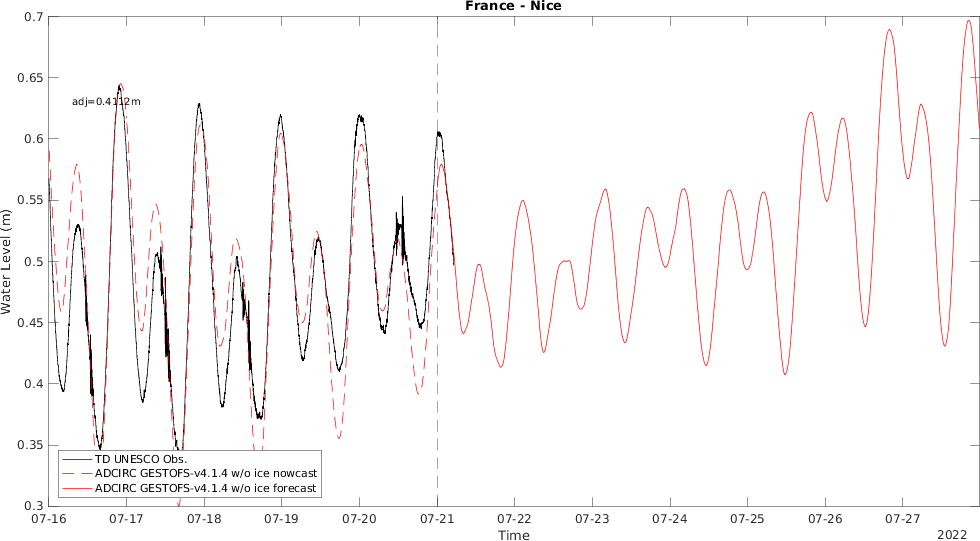 France - Nice
0.7
0.65
adj=0.4112m
0.6
0.55
0.5
0.45
0.4
0.35
0.3
Water Level (m)
TD UNESCO Obs.
ADCIRC GESTOFS-v4.1.4 w/o ice nowcast
ADCIRC GESTOFS-v4.1.4 w/o ice forecast
07-16 07-17 07-18 07-19 07-20 07-21 07-22 07-23 07-24 07-25 07-26 07-27
Time
2022